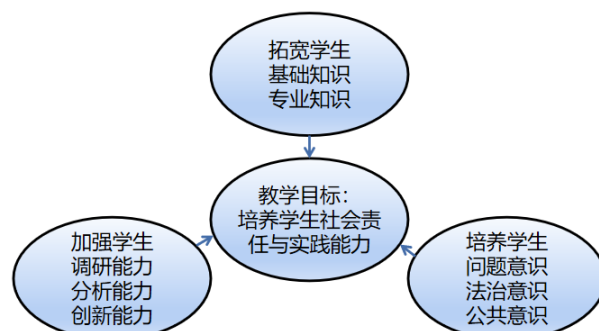 拓宽学生
基础知识
专业知识
教学目标：
培养学生社会责
任与实践能力
加强学生
调研能力
分析能力
创新能力
培养学生
问题意识
法治意识
公共意识